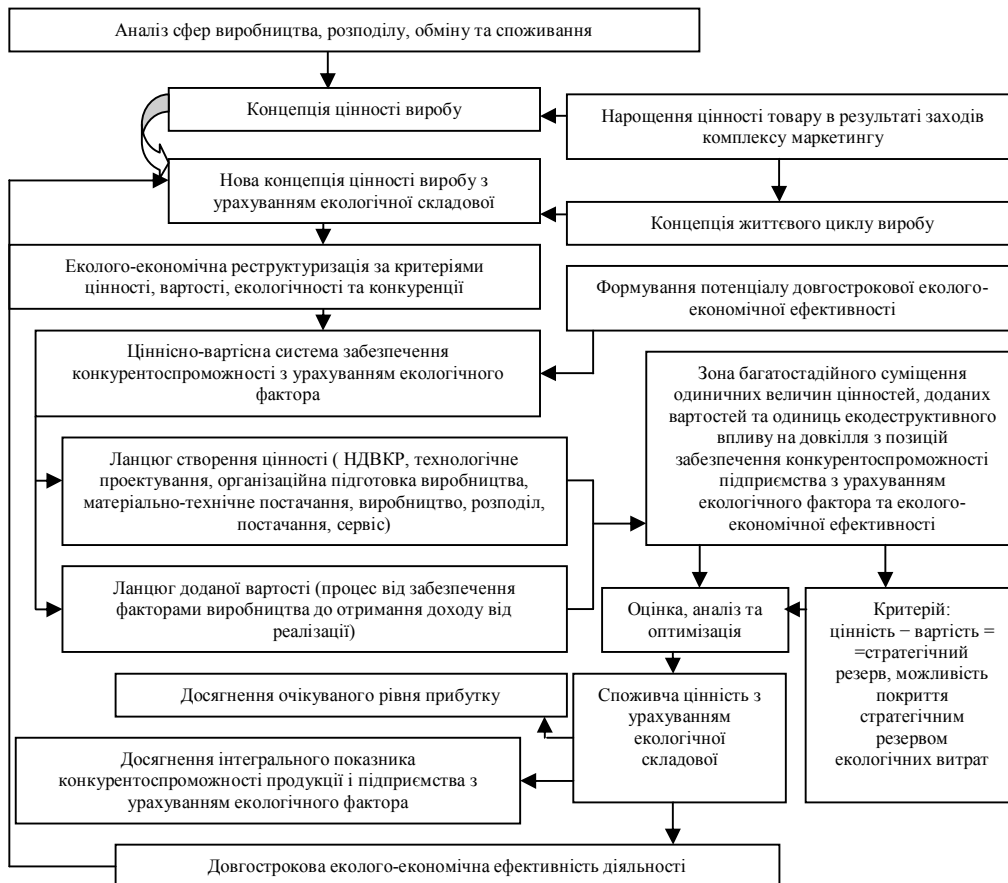 Аналіз сфер виробництва, розподілу, обміну та споживання
Концепція цінності виробу
Нарощення цінності товару в результаті заходів
комплексу маркетингу
Нова концепція цінності виробу з
урахуванням екологічної складової
Концепція життєвого циклу виробу
Еколого-економічна реструктуризація за критеріями
цінності, вартості, екологічності та конкуренції
Формування потенціалу довгострокової еколого-
економічної ефективності
Ціннісно-вартісна система забезпечення
конкурентоспроможності з урахуванням екологічного
фактора
Зона багатостадійного суміщення
одиничних величин цінностей, доданих
вартостей та одиниць екодеструктивного
впливу на довкілля з позицій
забезпечення конкурентоспроможності
підприємства з урахуванням
екологічного фактора та еколого-
економічної ефективності
Ланцюг створення цінності ( НДВКР, технологічне
проектування, організаційна підготовка виробництва,
матеріально-технічне постачання, виробництво, розподіл,
постачання, сервіс)
Ланцюг доданої вартості (процес від забезпечення
факторами виробництва до отримання доходу від
реалізації)
Оцінка, аналіз та
оптимізація
Критерій:
цінність − вартість =
=стратегічний
резерв, можливість
покриття
стратегічним
резервом
екологічних витрат
Досягнення очікуваного рівня прибутку
Споживча цінність з
урахуванням
екологічної
складової
Досягнення інтегрального показника
конкурентоспроможності продукції і підприємства з
урахуванням екологічного фактора
Довгострокова еколого-економічна ефективність діяльності